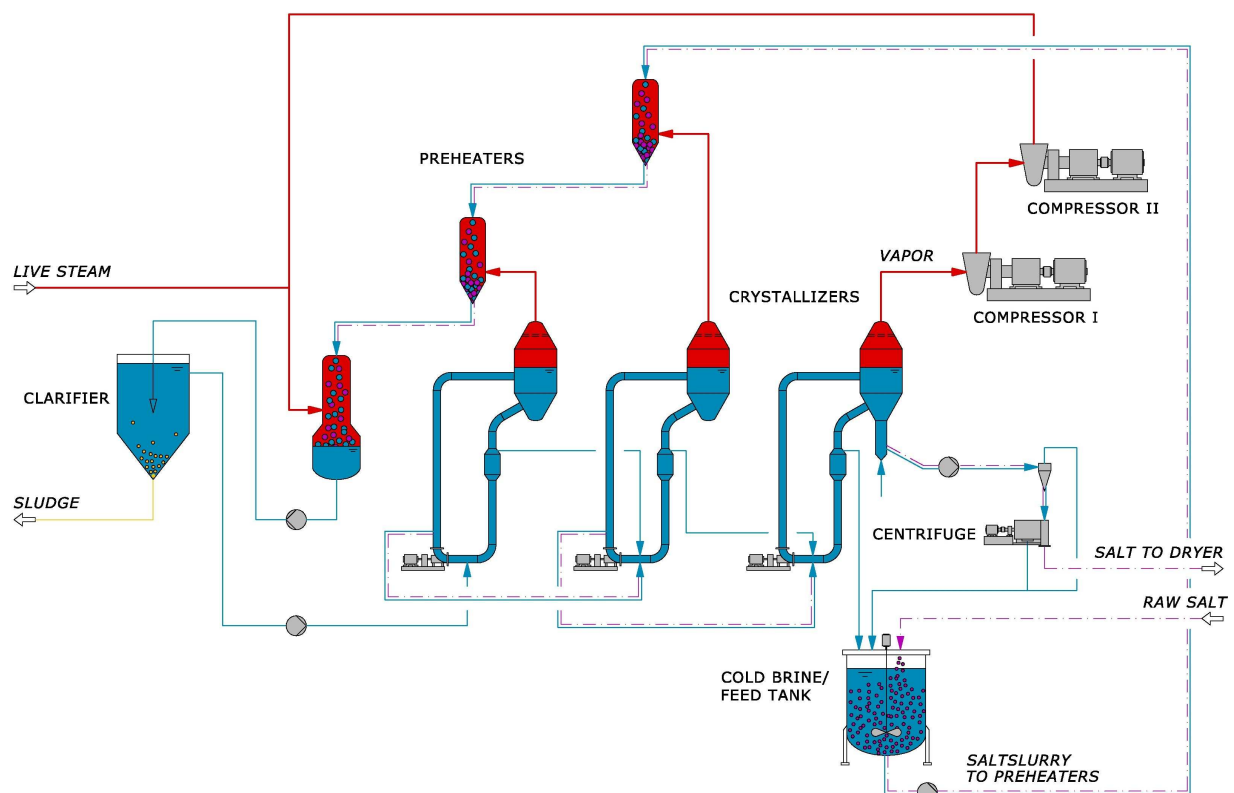 PREHEATERS
COMPRESSOR II
VAPOR
LIVE STEAM
CRYSTALLIZERS
COMPRESSOR I
CLARIFIER
SLUDGE
CENTRIFUGE
SALT TO DRYER
RAW SALT
COLD BRINE/
FEED TANK
SALTSLURRY
TO PREHEATERS